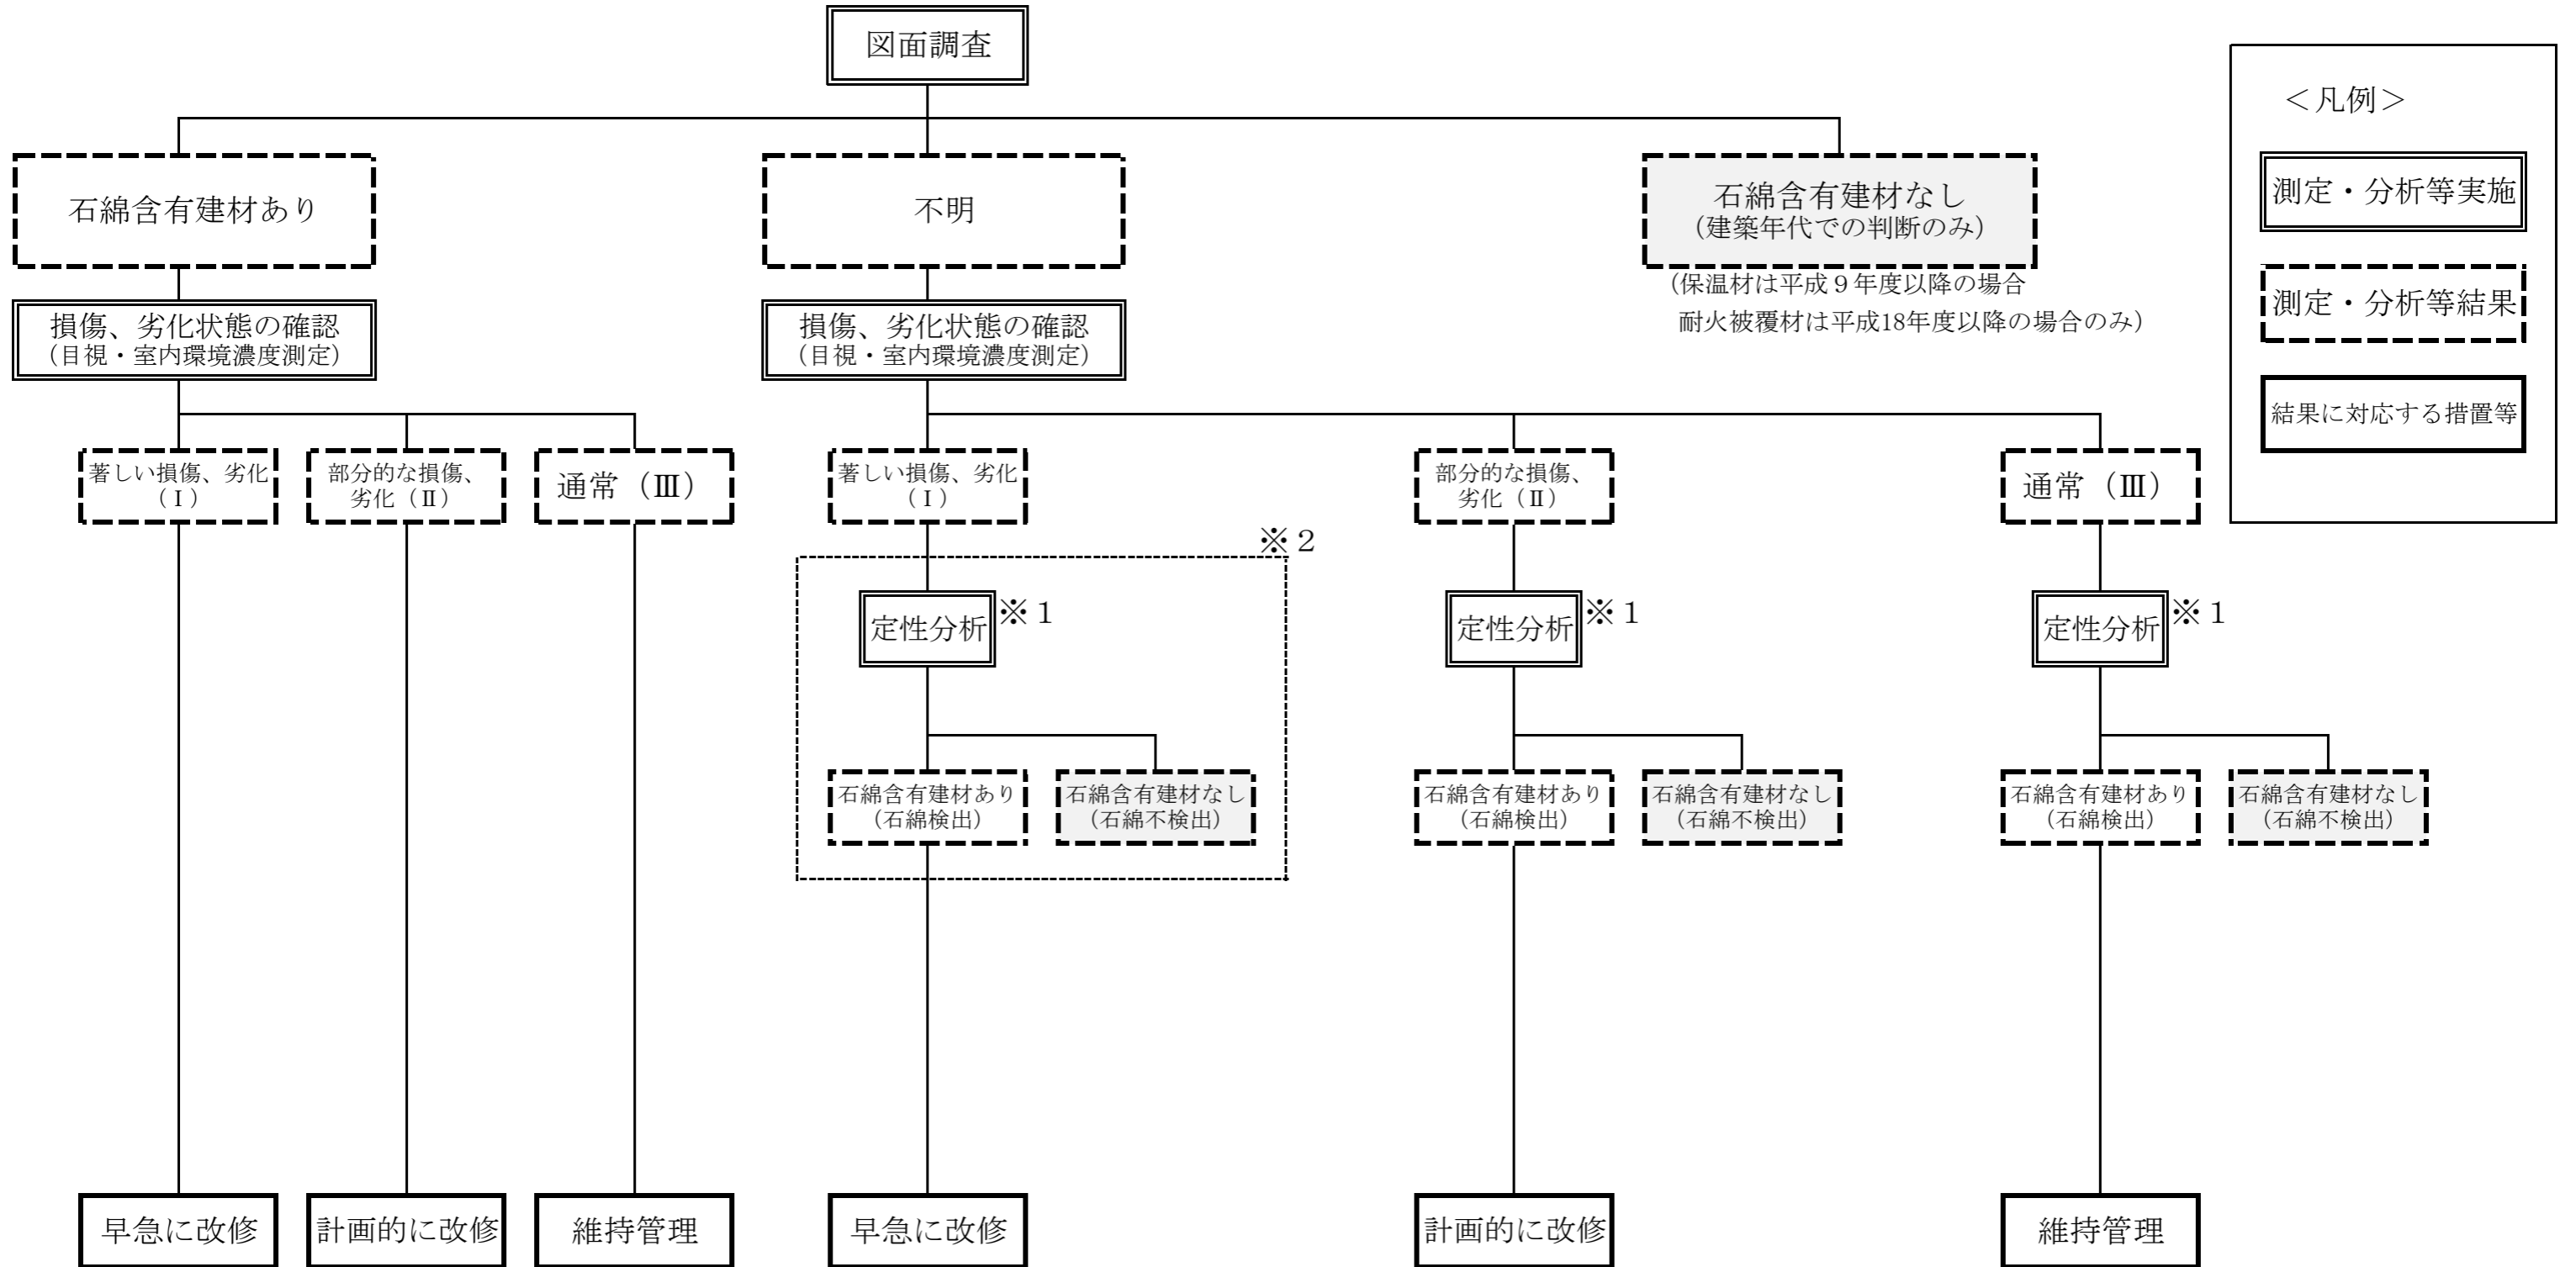 図面調査
石綿含有建材あり
不明
石綿含有建材なし
（建築年代での判断のみ）
（保温材は平成９年度以降の場合
耐火被覆材は平成18年度以降の場合のみ）
＜凡例＞
測定・分析等実施
測定・分析等結果
結果に対応する措置等
損傷、劣化状態の確認
（目視・室内環境濃度測定）
損傷、劣化状態の確認
（目視・室内環境濃度測定）
著しい損傷、劣化
（Ⅰ）
部分的な損傷、
劣化（Ⅱ）
通常（Ⅲ）
著しい損傷、劣化
（Ⅰ）
部分的な損傷、
劣化（Ⅱ）
通常（Ⅲ）
※２
定性分析
※１
定性分析
※１
定性分析
※１
石綿含有建材あり
（石綿検出）
石綿含有建材なし
（石綿不検出）
石綿含有建材あり
（石綿検出）
石綿含有建材なし
（石綿不検出）
石綿含有建材あり
（石綿検出）
石綿含有建材なし
（石綿不検出）
早急に改修
計画的に改修
維持管理
早急に改修
計画的に改修
維持管理